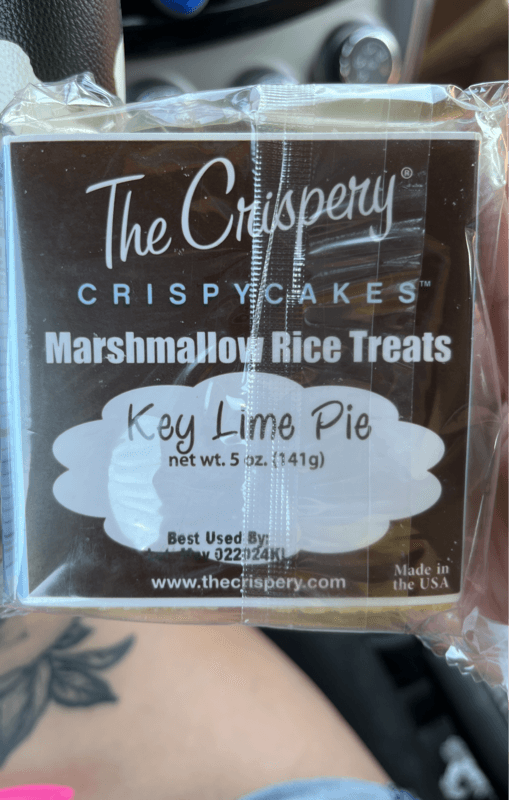 The Crispery®
CRISPYCAKES™
Marshmallow Rice Treats
Key Lime Pie
net wt. 5 oz. (141g)
Best Used By:
www.thecrispery.com
Made in
the USA